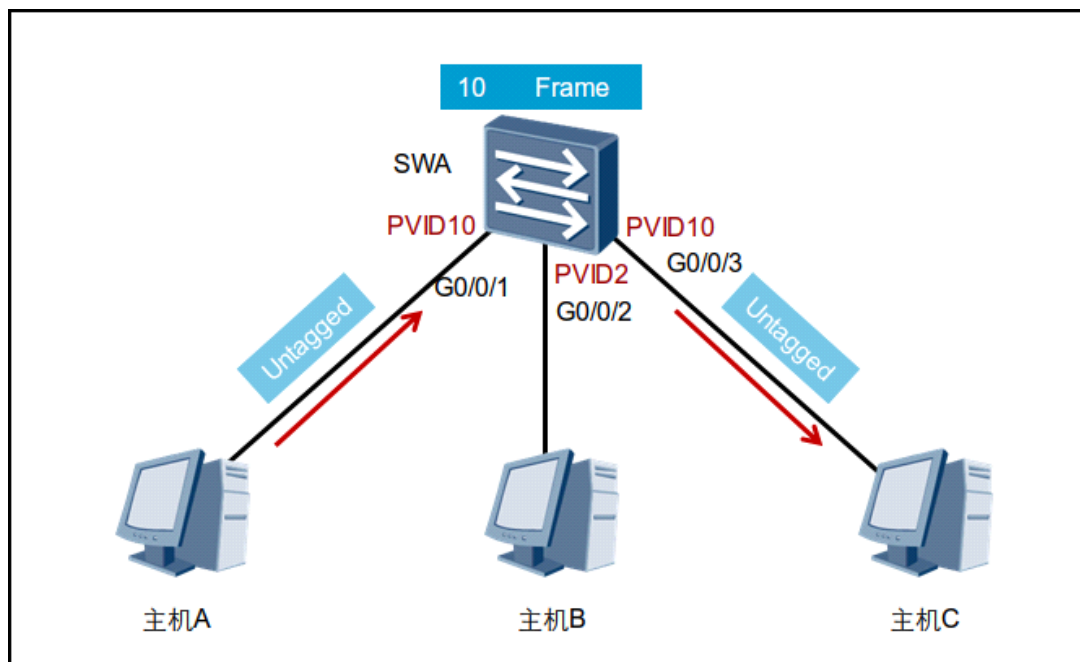 10 Frame
SWA
PVID10
PVID10
G0/0/3
G0/0/1
PVID2
G0/0/2
Untagged
Untagged
主机A
主机B
主机C